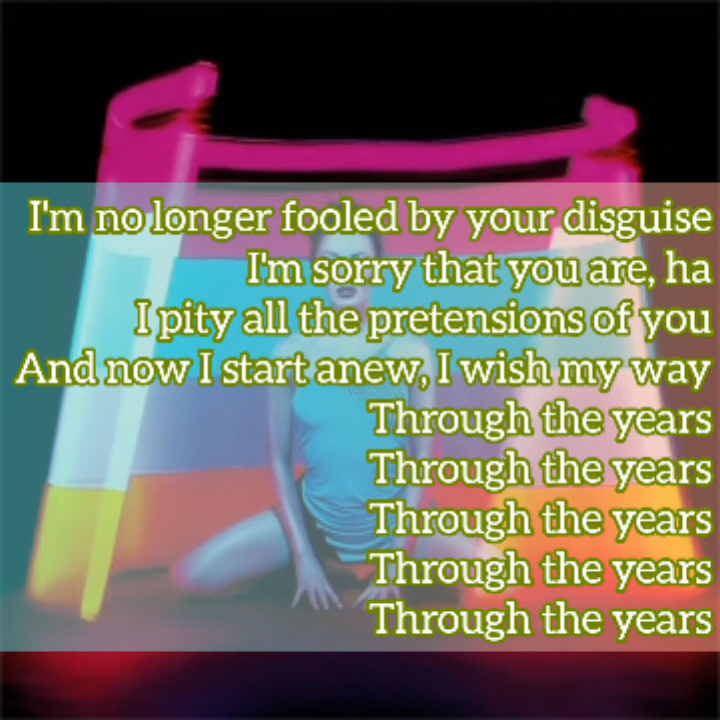 I'm no longer fooled by your disguise
I'm sorry that you are, ha
I pity all the pretensions of you
And now I start anew, I wish my way
Through the years
Through the years
Through the years
Through the years
Through the years